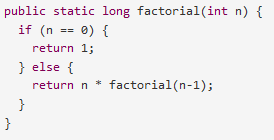 public static long factorial(int n) {
  if (n == 0) {
    return 1;
  } else {
    return n * factorial(n-1);
  }
}